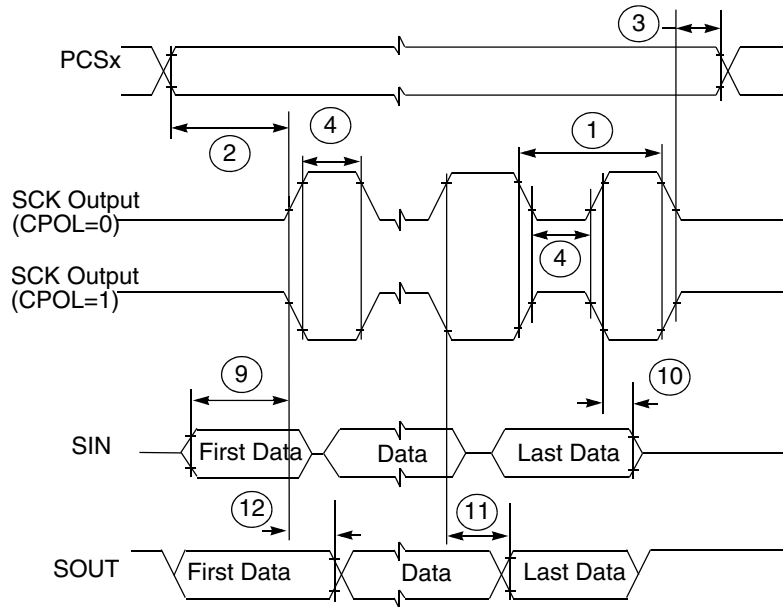 3
PCSx
2
4
1
SCK Output
(CPOL=0)
4
SCK Output
(CPOL=1)
9
10
SIN
First Data
Data
Last Data
12
11
SOUT
First Data
Data
Last Data